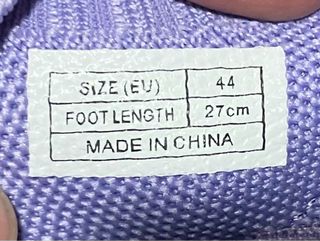 SIZE (EU) 44
FOOT LENGTH 27cm
MADE IN CHINA